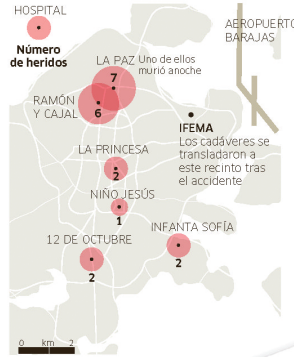 HOSPITAL
Número
de heridos
AEROPUERTO
BARAJAS
LA PAZ
Uno de ellos
murió anoche
7
RAMÓN
Y CAJAL
6
IFEMA
Los cadáveres se
transladaron a
este recinto tras
el accidente
LA PRINCESA
2
NIÑO JESÚS
1
INFANTA SOFÍA
2
12 DE OCTUBRE
2
0 km 2